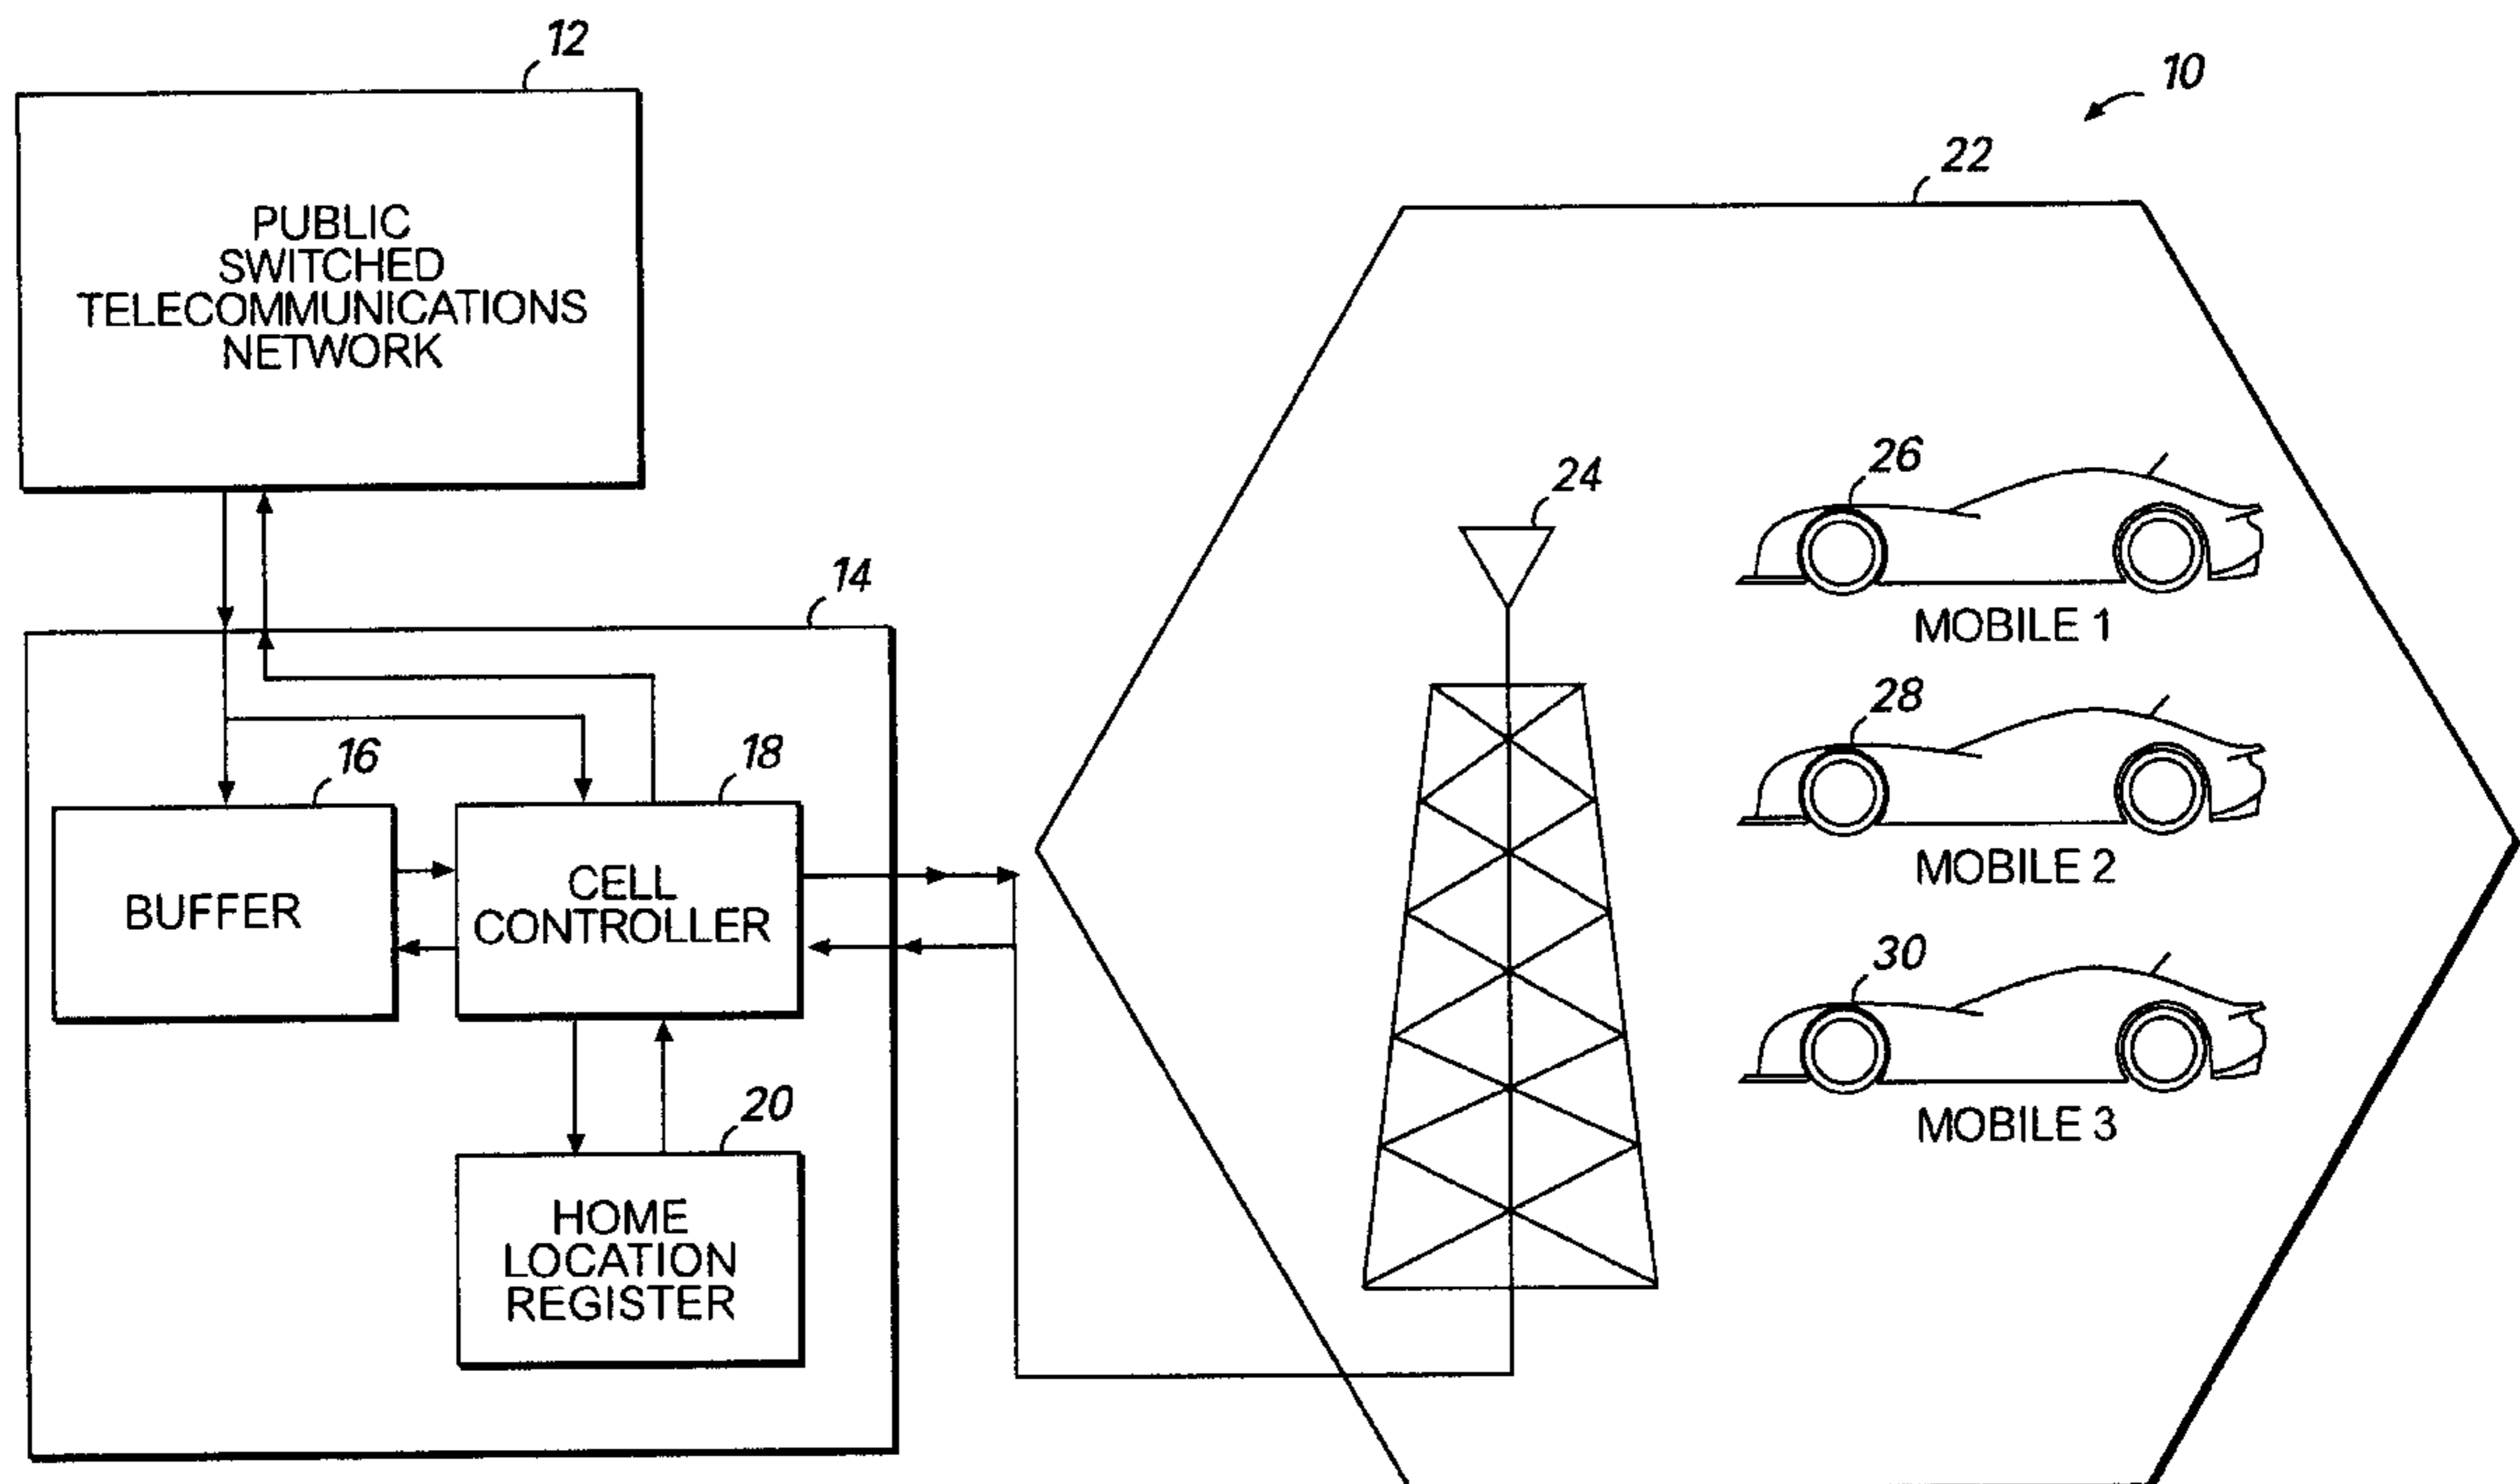 12
PUBLIC
SWITCHED
TELECOMMUNICATIONS
NETWORK
10
22
14
16
BUFFER
18
CELL
CONTROLLER
20
HOME
LOCATION
REGISTER
24
26
MOBILE 1
28
MOBILE 2
30
MOBILE 3